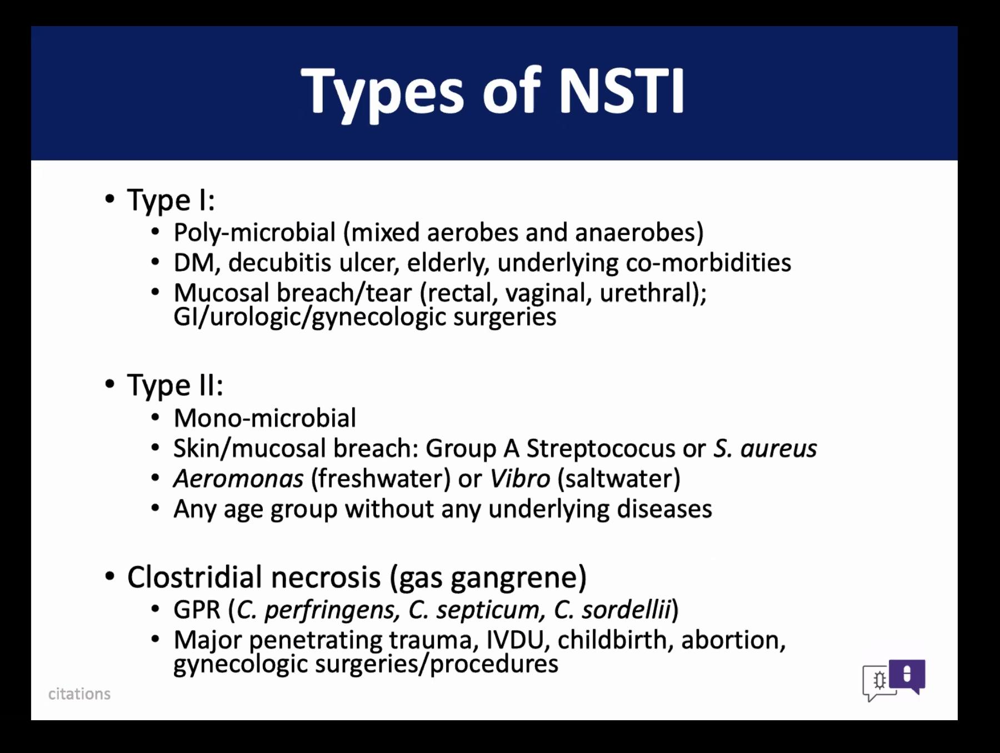 Types of NSTI
• Type I:
• Poly-microbial (mixed aerobes and anaerobes)
• DM, decubitis ulcer, elderly, underlying co-morbidities
• Mucosal breach/tear (rectal, vaginal, urethral);
GI/urologic/gynecologic surgeries
• Type II:
• Mono-microbial
• Skin/mucosal breach: Group A Streptococus or S. aureus
• Aeromonas (freshwater) or Vibro (saltwater)
• Any age group without any underlying diseases
• Clostridial necrosis (gas gangrene)
• GPR (C. perfringens, C. septicum, C. sordellii)
• Major penetrating trauma, IVDU, childbirth, abortion,
gynecologic surgeries/procedures
citations